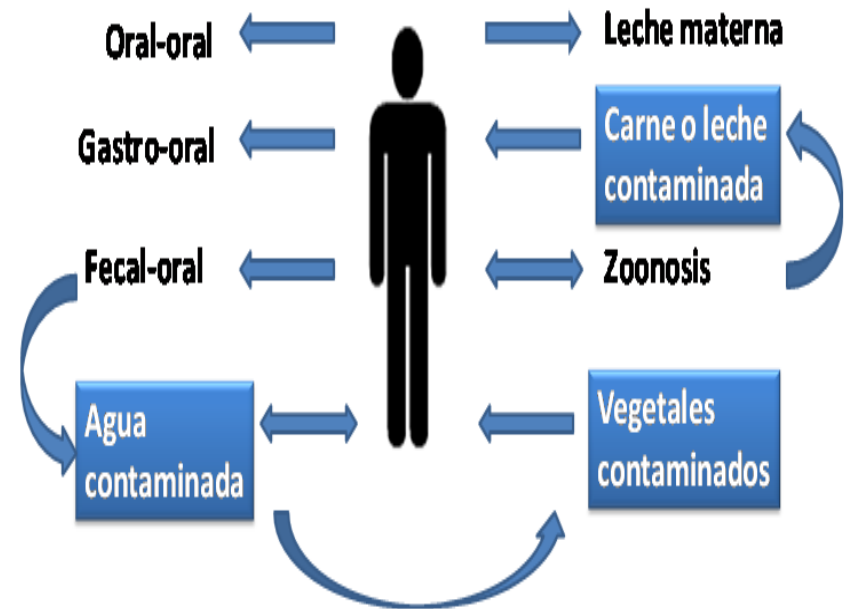 Oral-oral
Leche materna
Gastro-oral
Carne o leche
contaminada
Fecal-oral
Zoonosis
Agua
contaminada
Vegetales
contaminados